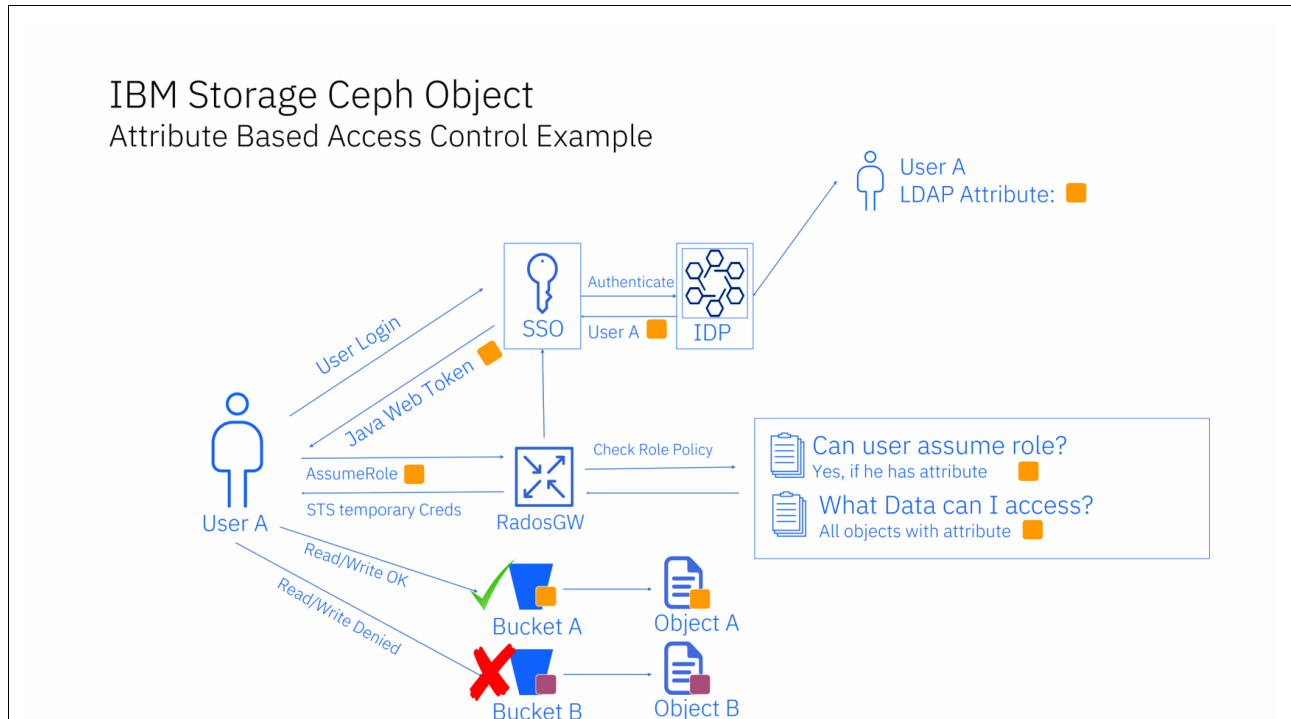 IBM Storage Ceph Object
Attribute Based Access Control Example
User A
LDAP Attribute:
Authenticate
SSO
User A
IDP
User Login
Java Web Token
Check Role Policy
Can user assume role?
Yes, if he has attribute
AssumeRole
What Data can I access?
All objects with attribute
STS temporary Creds
RadosGW
User A
Read/Write OK
Read/Write Denied
Bucket A
Object A
Bucket B
Object B